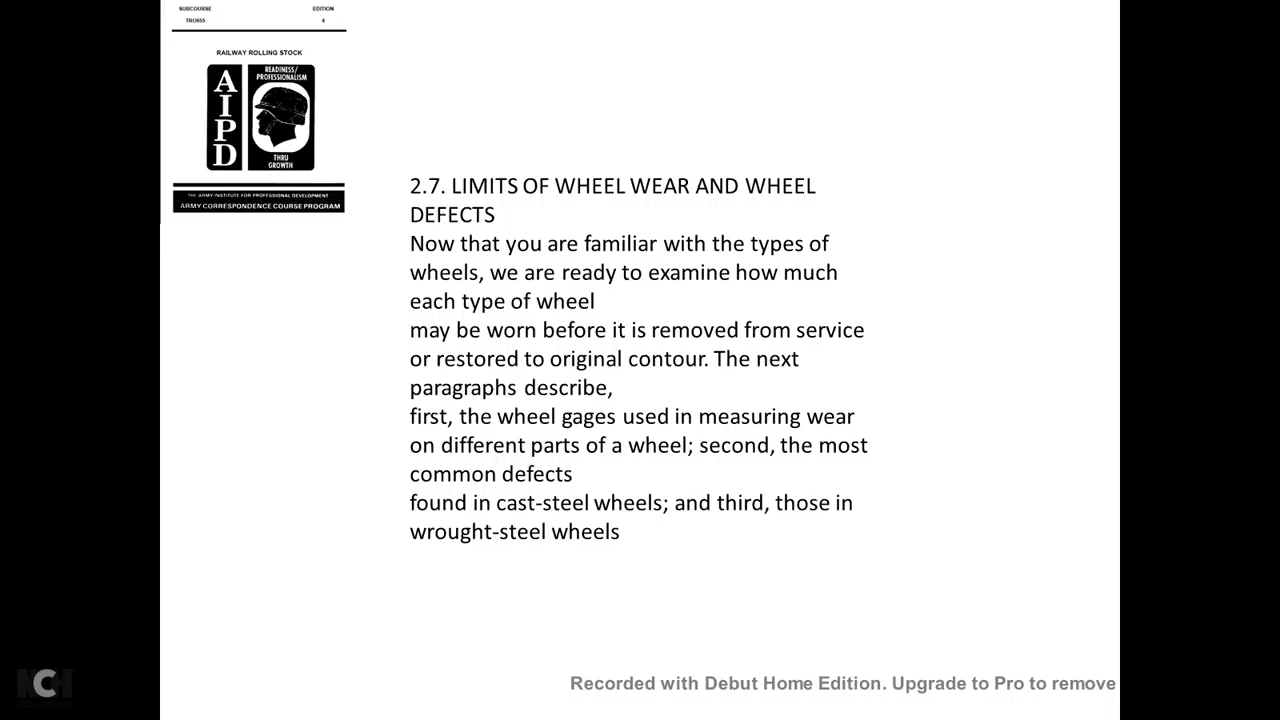 SUBCOURSE EDITION
TRO655 4
RAILWAY ROLLING STOCK
AIPD
READINESS/
PROFESSIONALISM
THRU
GROWTH
THE ARMY INSTITUTE FOR PROFESSIONAL DEVELOPMENT
ARMY CORRESPONDENCE COURSE PROGRAM
2.7. LIMITS OF WHEEL WEAR AND WHEEL
DEFECTS
Now that you are familiar with the types of
wheels, we are ready to examine how much
each type of wheel
may be worn before it is removed from service
or restored to original contour. The next
paragraphs describe,
first, the wheel gages used in measuring wear
on different parts of a wheel; second, the most
common defects
found in cast-steel wheels; and third, those in
wrought-steel wheels
Recorded with Debut Home Edition. Upgrade to Pro to remove
NCH